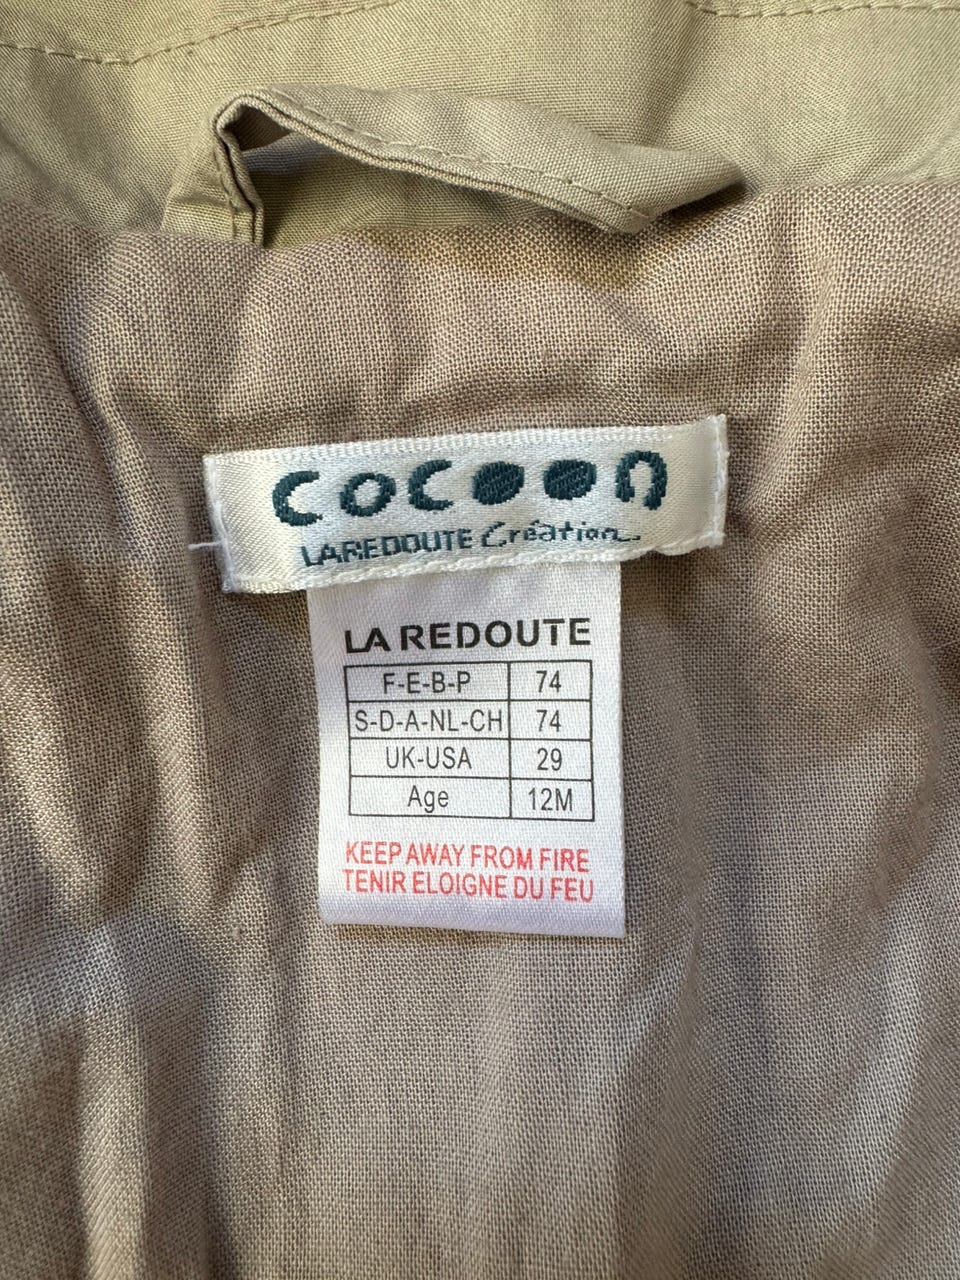 cocoon
LAREDOUTE Création
LA REDOUTE
F-E-B-P 74
S-D-A-NL-CH 74
UK-USA 29
Age 12M
KEEP AWAY FROM FIRE
TENIR ELOIGNE DU FEU